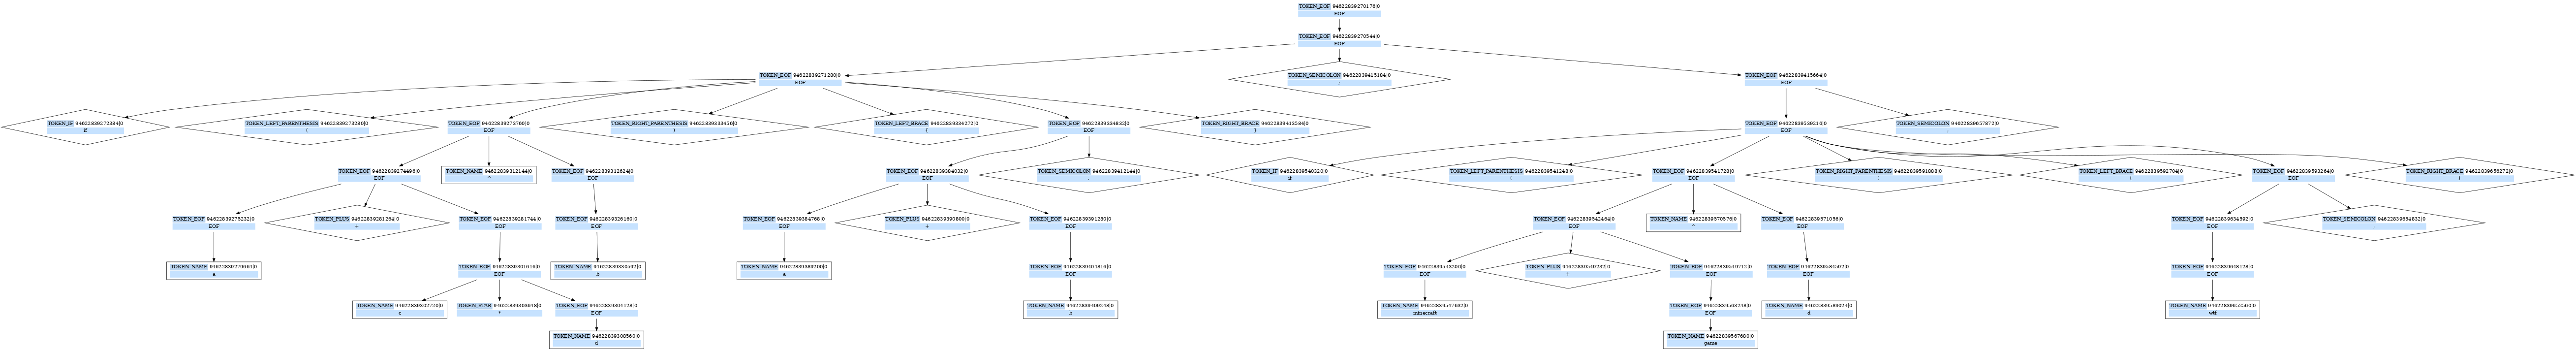 TOKEN_EOF 94622839270176|0
EOF
TOKEN_EOF 94622839270544|0
EOF
TOKEN_EOF 94622839271280|0
EOF
TOKEN_SEMICOLON 94622839415184|0
;
TOKEN_EOF 94622839415664|0
EOF
TOKEN_IF 94622839272384|0
if
TOKEN_LEFT_PARENTHESIS 94622839273280|0
(
TOKEN_EOF 94622839273760|0
EOF
TOKEN_RIGHT_PARENTHESIS 94622839333456|0
)
TOKEN_LEFT_BRACE 94622839334272|0
{
TOKEN_EOF 94622839334832|0
EOF
TOKEN_RIGHT_BRACE 94622839413584|0
}
TOKEN_EOF 94622839539216|0
EOF
TOKEN_SEMICOLON 94622839657872|0
;
TOKEN_EOF 94622839274496|0
EOF
TOKEN_NAME 94622839312144|0
^
TOKEN_EOF 94622839312624|0
EOF
TOKEN_EOF 94622839384032|0
EOF
TOKEN_SEMICOLON 94622839412144|0
;
TOKEN_IF 94622839540320|0
if
TOKEN_LEFT_PARENTHESIS 94622839541248|0
(
TOKEN_EOF 94622839541728|0
EOF
TOKEN_RIGHT_PARENTHESIS 94622839591888|0
)
TOKEN_LEFT_BRACE 94622839592704|0
{
TOKEN_EOF 94622839593264|0
EOF
TOKEN_RIGHT_BRACE 94622839656272|0
}
TOKEN_EOF 94622839275232|0
EOF
TOKEN_PLUS 94622839281264|0
+
TOKEN_EOF 94622839281744|0
EOF
TOKEN_EOF 94622839326160|0
EOF
TOKEN_EOF 94622839384768|0
EOF
TOKEN_PLUS 94622839390800|0
+
TOKEN_EOF 94622839391280|0
EOF
TOKEN_EOF 94622839542464|0
EOF
TOKEN_NAME 94622839570576|0
^
TOKEN_EOF 94622839571056|0
EOF
TOKEN_EOF 94622839634592|0
EOF
TOKEN_SEMICOLON 94622839654832|0
;
TOKEN_NAME 94622839279664|0
a
TOKEN_EOF 94622839301616|0
EOF
TOKEN_NAME 94622839330592|0
b
TOKEN_NAME 94622839389200|0
a
TOKEN_EOF 94622839404816|0
EOF
TOKEN_EOF 94622839543200|0
EOF
TOKEN_PLUS 94622839549232|0
+
TOKEN_EOF 94622839549712|0
EOF
TOKEN_EOF 94622839584592|0
EOF
TOKEN_EOF 94622839648128|0
EOF
TOKEN_NAME 94622839302720|0
c
TOKEN_STAR 94622839303648|0
*
TOKEN_EOF 94622839304128|0
EOF
TOKEN_NAME 94622839409248|0
b
TOKEN_NAME 94622839547632|0
minecraft
TOKEN_EOF 94622839563248|0
EOF
TOKEN_NAME 94622839589024|0
d
TOKEN_NAME 94622839652560|0
wtf
TOKEN_NAME 94622839308560|0
d
TOKEN_NAME 94622839567680|0
game